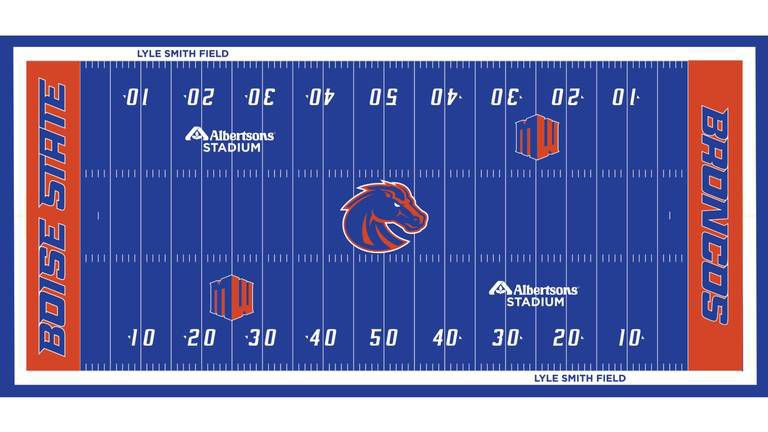 LYLE SMITH FIELD
10 20 30 40 50 40 30 20 10
Albertsons
STADIUM
MW
BOISE STATE
BRONCOS
MW
Albertsons
STADIUM
10 20 30 40 50 40 30 20 10
LYLE SMITH FIELD